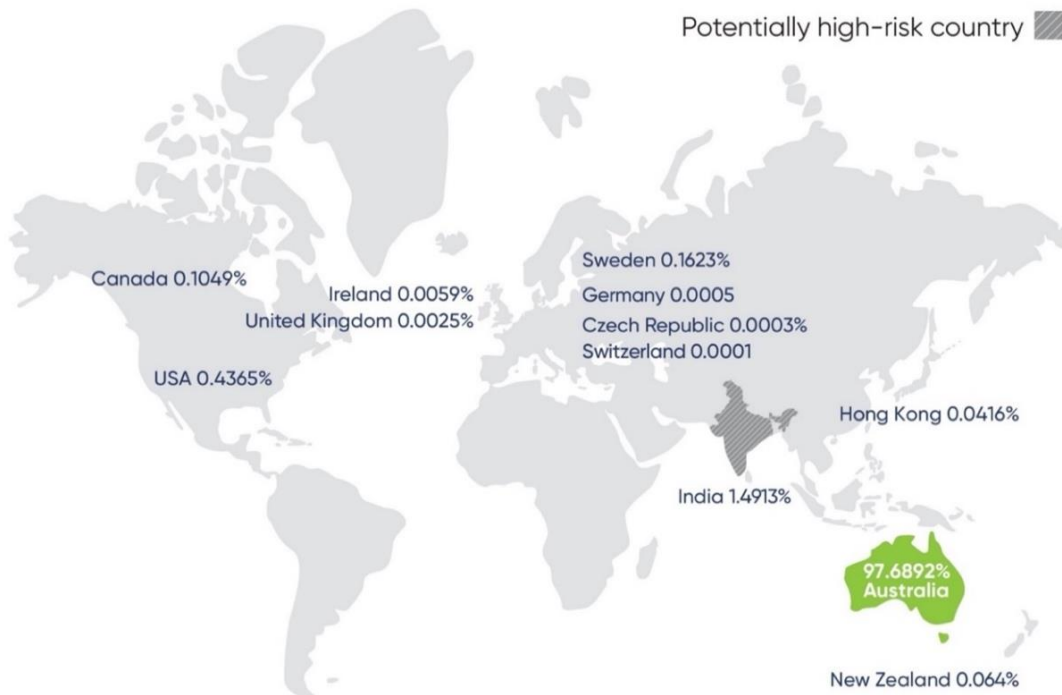 Potentially high-risk country
Canada 0.1049%
Ireland 0.0059%
United Kingdom 0.0025%
USA 0.4365%
Sweden 0.1623%
Germany 0.0005
Czech Republic 0.0003%
Switzerland 0.0001
Hong Kong 0.0416%
India 1.4913%
97.6892%
Australia
New Zealand 0.064%